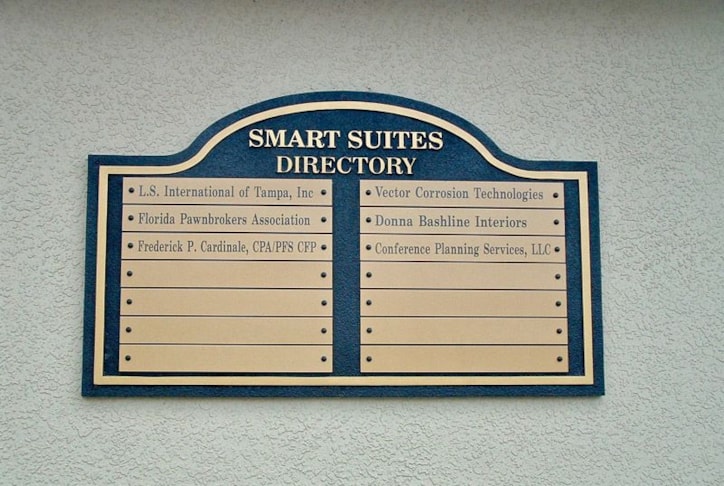 SMART SUITES
DIRECTORY
L.S. International of Tampa, Inc
Florida Pawnbrokers Association
Frederick P. Cardinale, CPA/PFS CFP
Vector Corrosion Technologies
Donna Bashline Interiors
Conference Planning Services, LLC